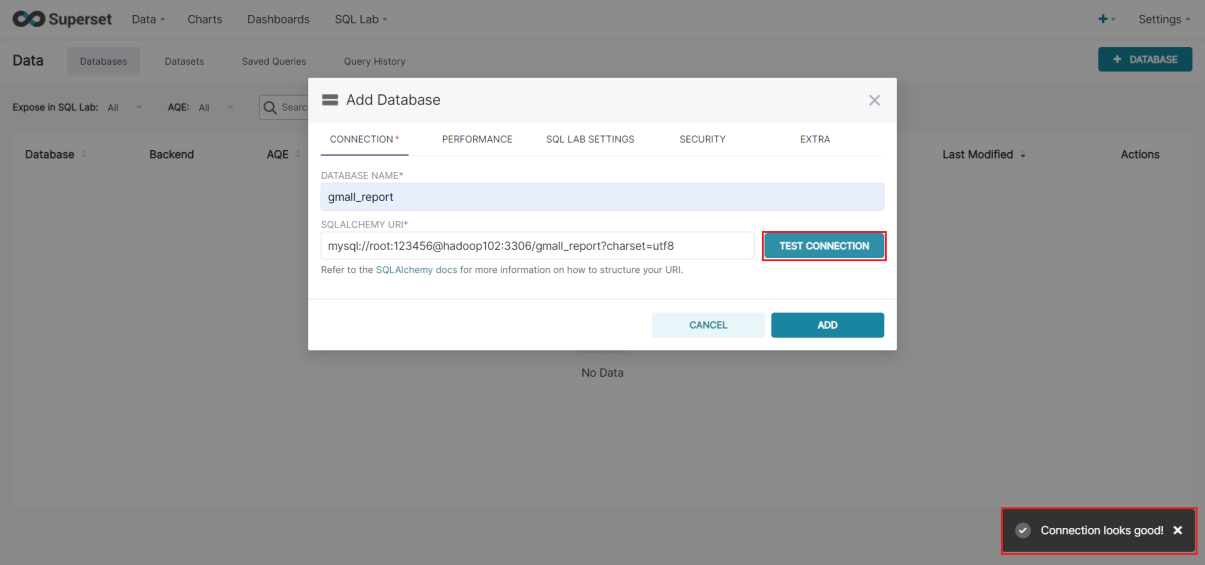 Superset Data Charts Dashboards SQL Lab + Settings
Data Databases Datasets Saved Queries Query History + DATABASE
Expose in SQL Lab: All AQE: All Searc
Database Backend AQE Last Modified Actions
Add Database
CONNECTION * PERFORMANCE SQL LAB SETTINGS SECURITY EXTRA
DATABASE NAME*
gmall_report
SQLALCHEMY URI*
mysql://root:123456@hadoop102:3306/gmall_report?charset=utf8 TEST CONNECTION
Refer to the SQLAlchemy docs for more information on how to structure your URI.
CANCEL ADD
No Data
Connection looks good!